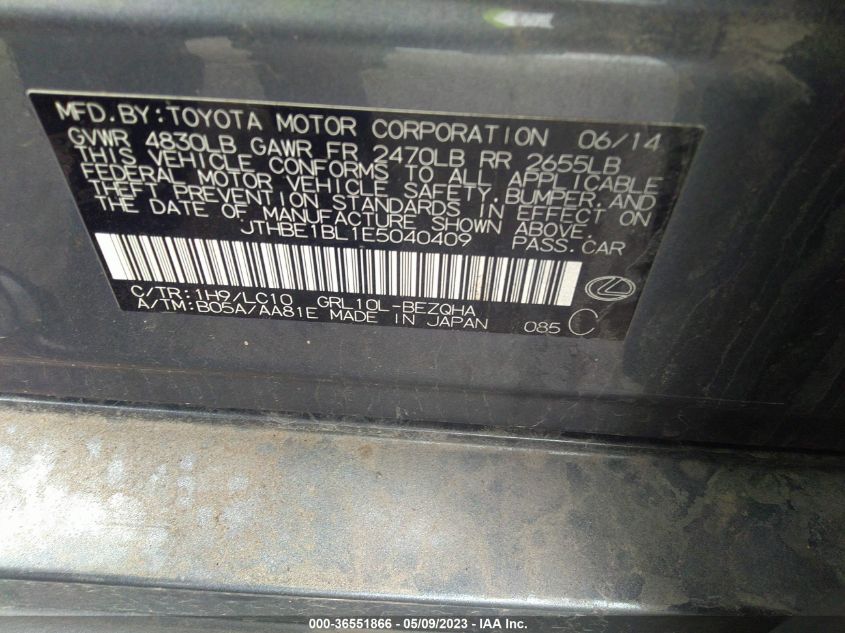 MFD.BY:TOYOTA MOTOR CORPORATION 06/14
GVWR 4830LB GAWR FR 2470LB RR 2655LB
THIS VEHICLE CONFORMS TO ALL APPLICABLE
FEDERAL MOTOR VEHICLE SAFETY,BUMPER,AND
THEFT PREVENTION STANDARDS IN EFFECT ON
THE DATE OF MANUFACTURE SHOWN ABOVE.
JTHBE1BL1E5040409 PASS.CAR
C/TR:1H9/LC10 GRL10L-BEZQHA
A/TM:B05A/AA81E MADE IN JAPAN 085 C
000-36551866 - 05/09/2023 - © IAA Inc.